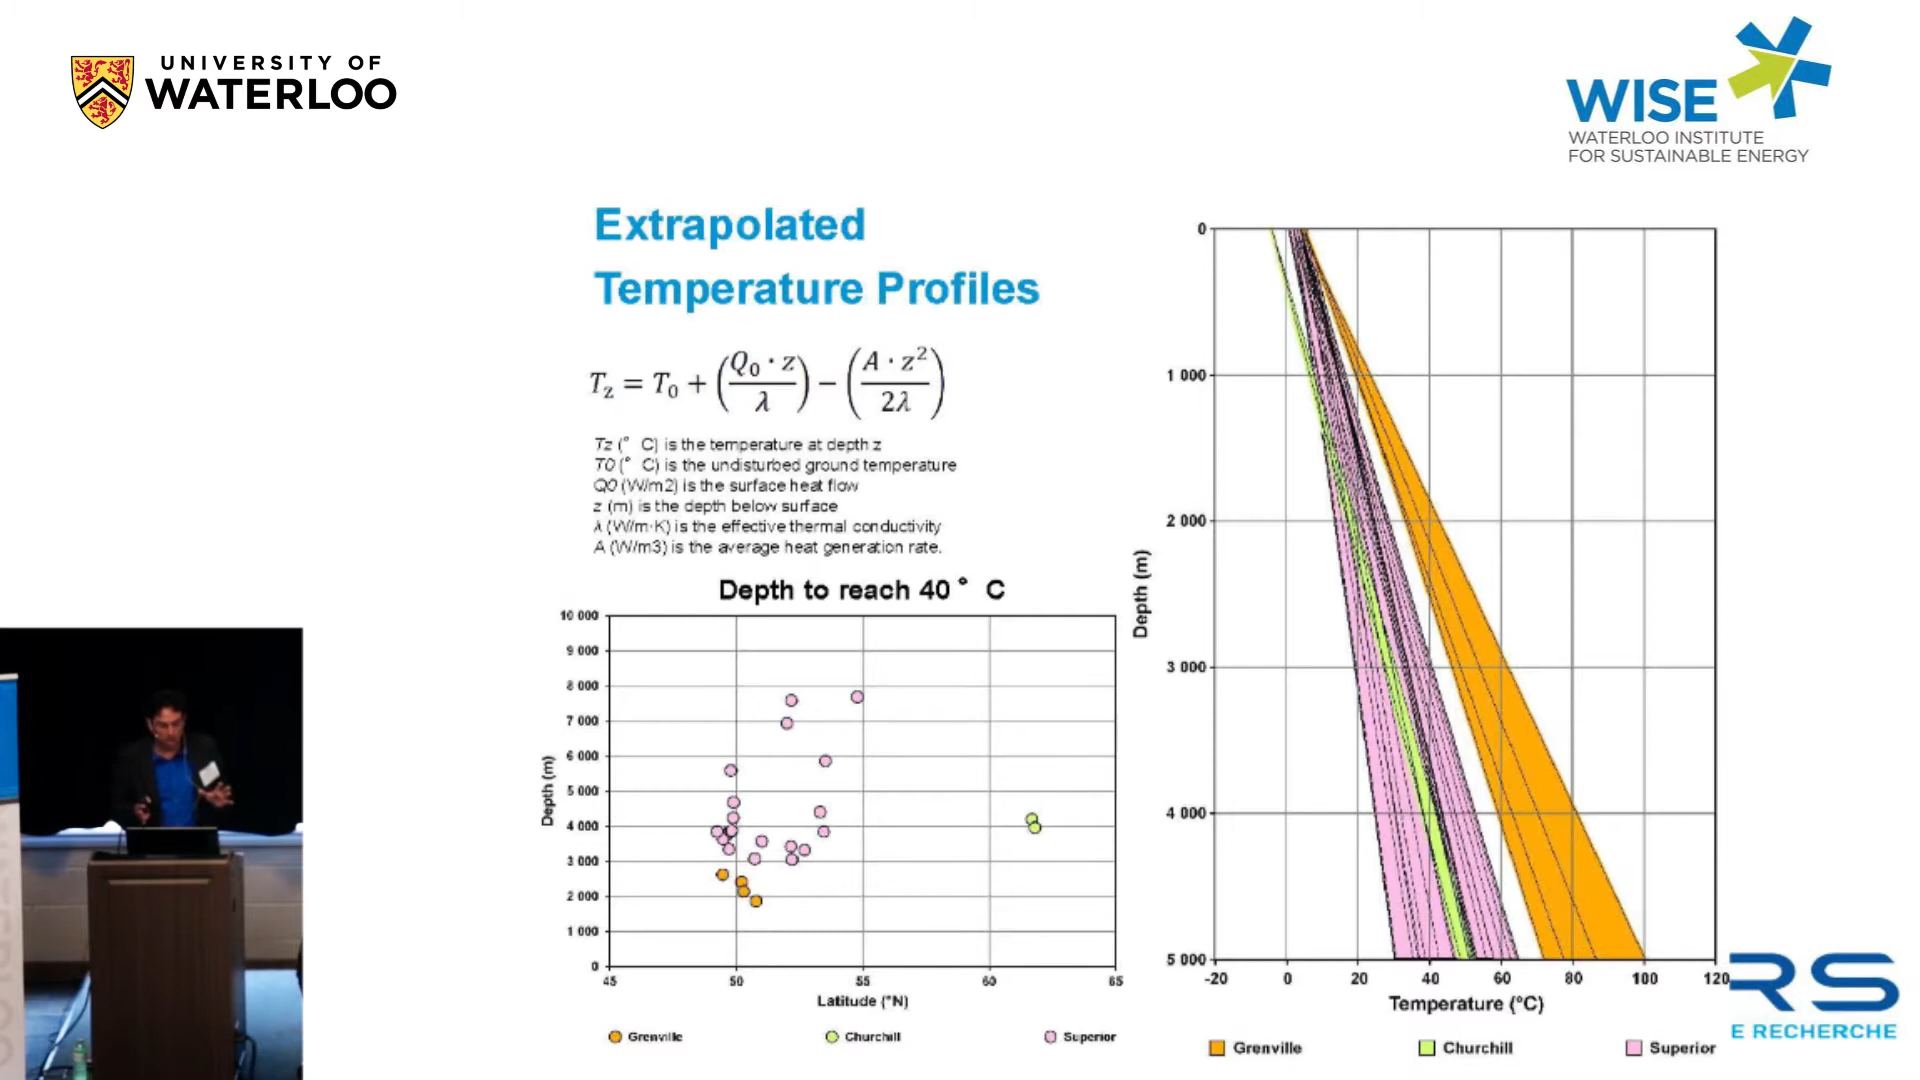 UNIVERSITY OF
WATERLOO
WISE
WATERLOO INSTITUTE
FOR SUSTAINABLE ENERGY
Extrapolated
Temperature Profiles
T_z = T_0 + (Q_0 · z / λ) − (A · z² / 2λ)
Tz (° C) is the temperature at depth z
T0 (° C) is the undisturbed ground temperature
Q0 (W/m2) is the surface heat flow
z (m) is the depth below surface
λ (W/m·K) is the effective thermal conductivity
A (W/m3) is the average heat generation rate.
Depth to reach 40 ° C
10 000
9 000
8 000
7 000
6 000
5 000
4 000
3 000
2 000
1 000
0
Depth (m)
45 50 55 60 65
Latitude (°N)
Grenville Churchill Superior
0
1 000
2 000
3 000
4 000
5 000
Depth (m)
-20 0 20 40 60 80 100 120
Temperature (°C)
Grenville Churchill Superior
RS
E RECHERCHE